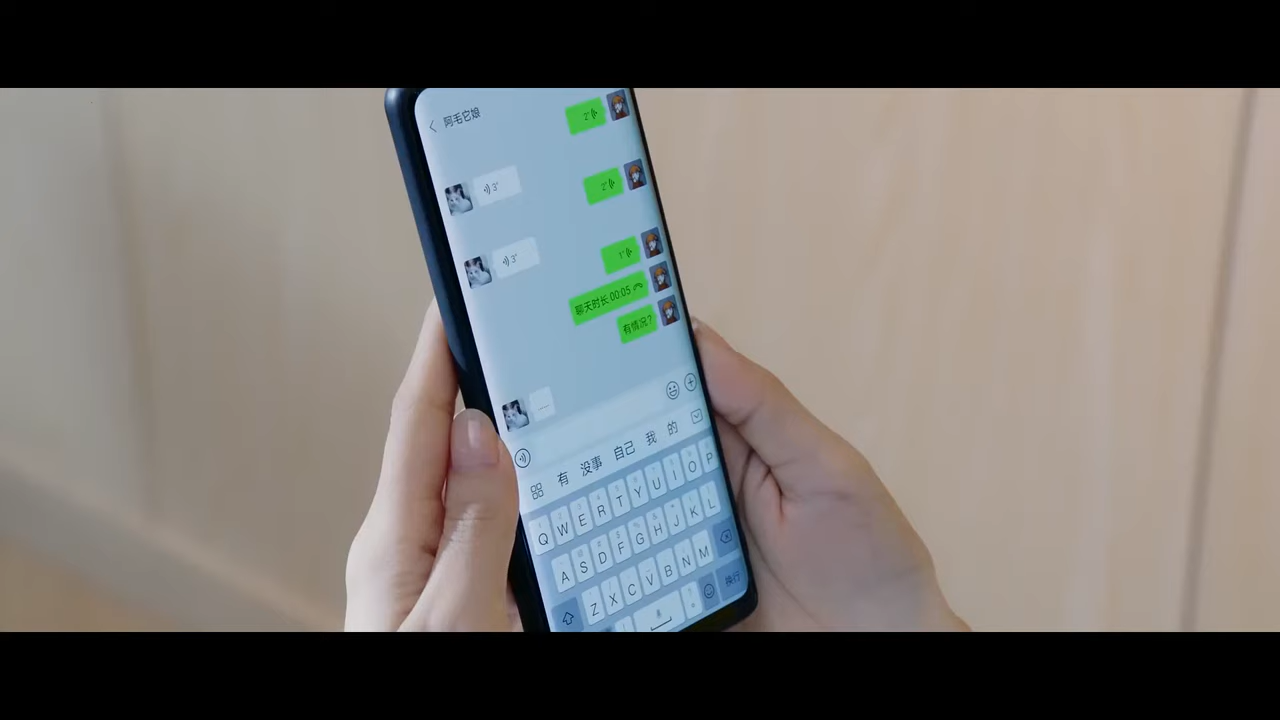 阿毛它娘
2"
3"
2"
3"
1"
聊天时长 00:05
有情况?
...
有 没事 自己 我 的
Q W E R T Y U I O P
A S D F G H J K L
Z X C V B N M
换行